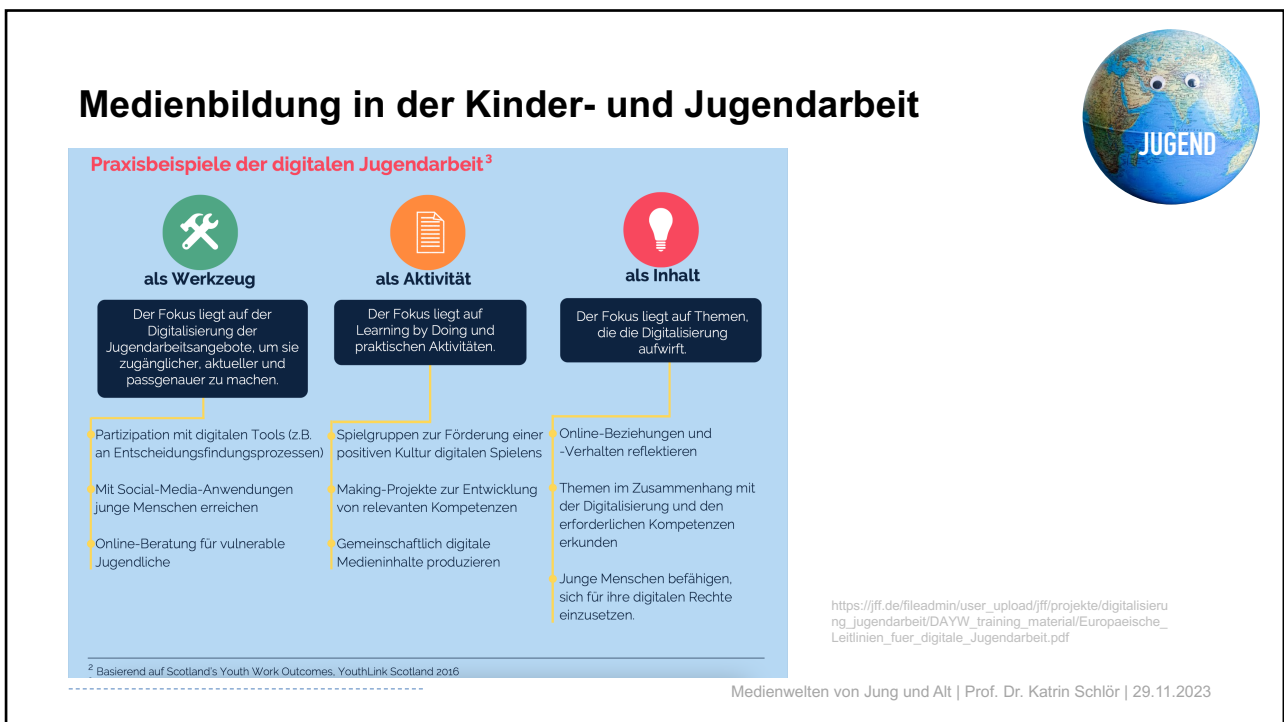 Medienbildung in der Kinder- und Jugendarbeit
JUGEND
Praxisbeispiele der digitalen Jugendarbeit³
als Werkzeug
Der Fokus liegt auf der
Digitalisierung der
Jugendarbeitsangebote, um sie
zugänglicher, aktueller und
passgenauer zu machen.
Partizipation mit digitalen Tools (z.B.
an Entscheidungsfindungsprozessen)
Mit Social-Media-Anwendungen
junge Menschen erreichen
Online-Beratung für vulnerable
Jugendliche
als Aktivität
Der Fokus liegt auf
Learning by Doing und
praktischen Aktivitäten.
Spielgruppen zur Förderung einer
positiven Kultur digitalen Spielens
Making-Projekte zur Entwicklung
von relevanten Kompetenzen
Gemeinschaftlich digitale
Medieninhalte produzieren
als Inhalt
Der Fokus liegt auf Themen,
die die Digitalisierung
aufwirft.
Online-Beziehungen und
-Verhalten reflektieren
Themen im Zusammenhang mit
der Digitalisierung und den
erforderlichen Kompetenzen
erkunden
Junge Menschen befähigen,
sich für ihre digitalen Rechte
einzusetzen.
² Basierend auf Scotland's Youth Work Outcomes, YouthLink Scotland 2016
https://jff.de/fileadmin/user_upload/jff/projekte/digitalisieru
ng_jugendarbeit/DAYW_training_material/Europaeische_
Leitlinien_fuer_digitale_Jugendarbeit.pdf
Medienwelten von Jung und Alt | Prof. Dr. Katrin Schlör | 29.11.2023